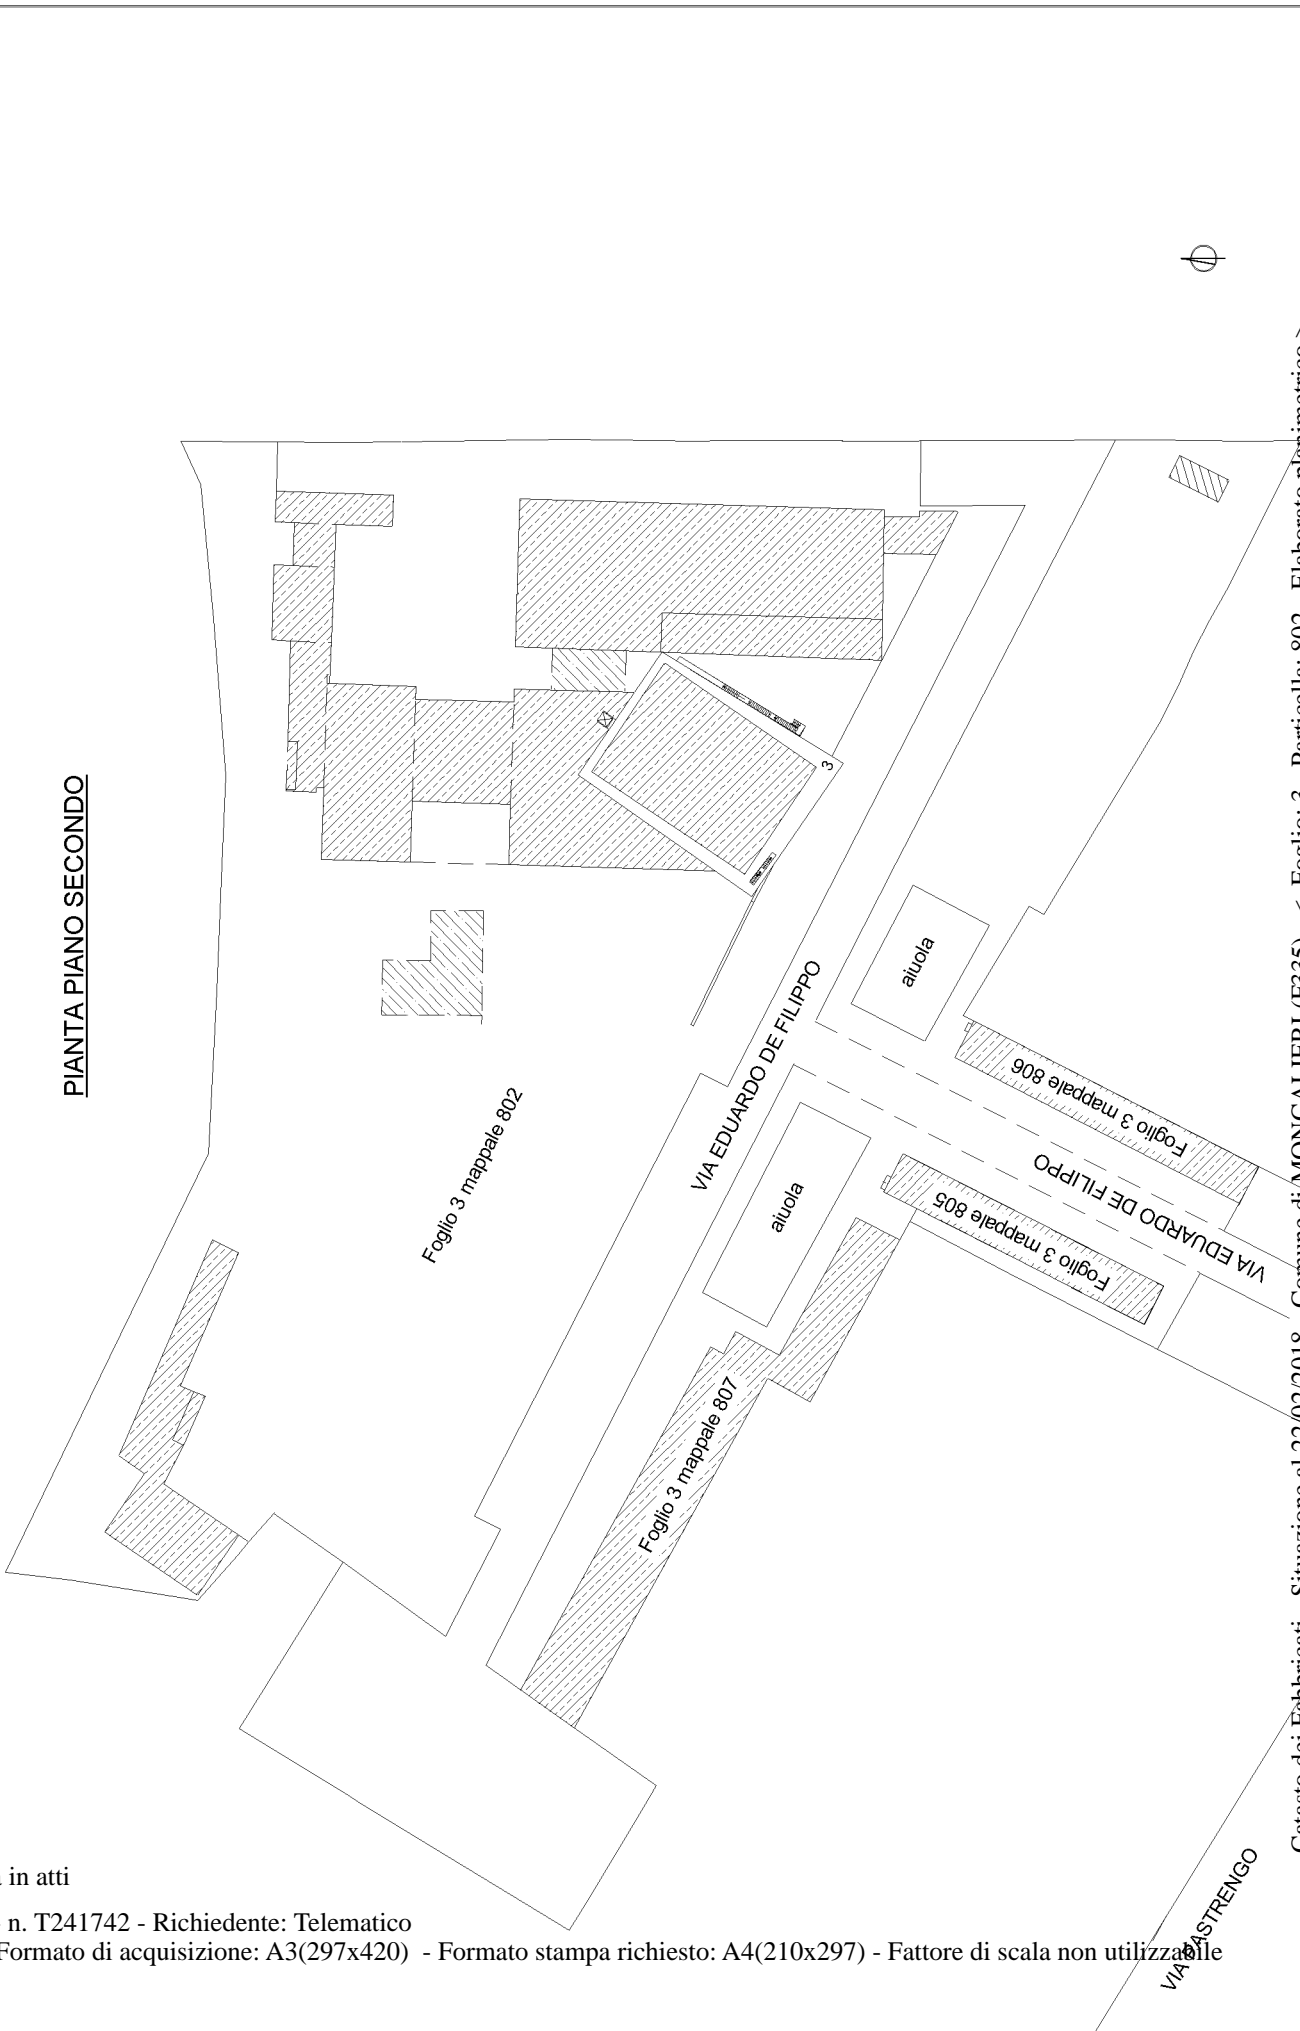 PIANTA PIANO SECONDO
3
aiuola
VIA EDUARDO DE FILIPPO
Foglio 3 mappale 806
Foglio 3 mappale 802
VIA EDUARDO DE FILIPPO
aiuola
Foglio 3 mappale 805
Foglio 3 mappale 807
VIA PASTRENGO
in atti
n. T241742 - Richiedente: Telematico
Formato di acquisizione: A3(297x420) - Formato stampa richiesto: A4(210x297) - Fattore di scala non utilizzabile
Catasto dei Fabbricati - Situazione al 22/02/2018 - Comune di MONCALIERI (F335) - < Foglio: 3 - Particella: 802 - Elaborato planimetrico >